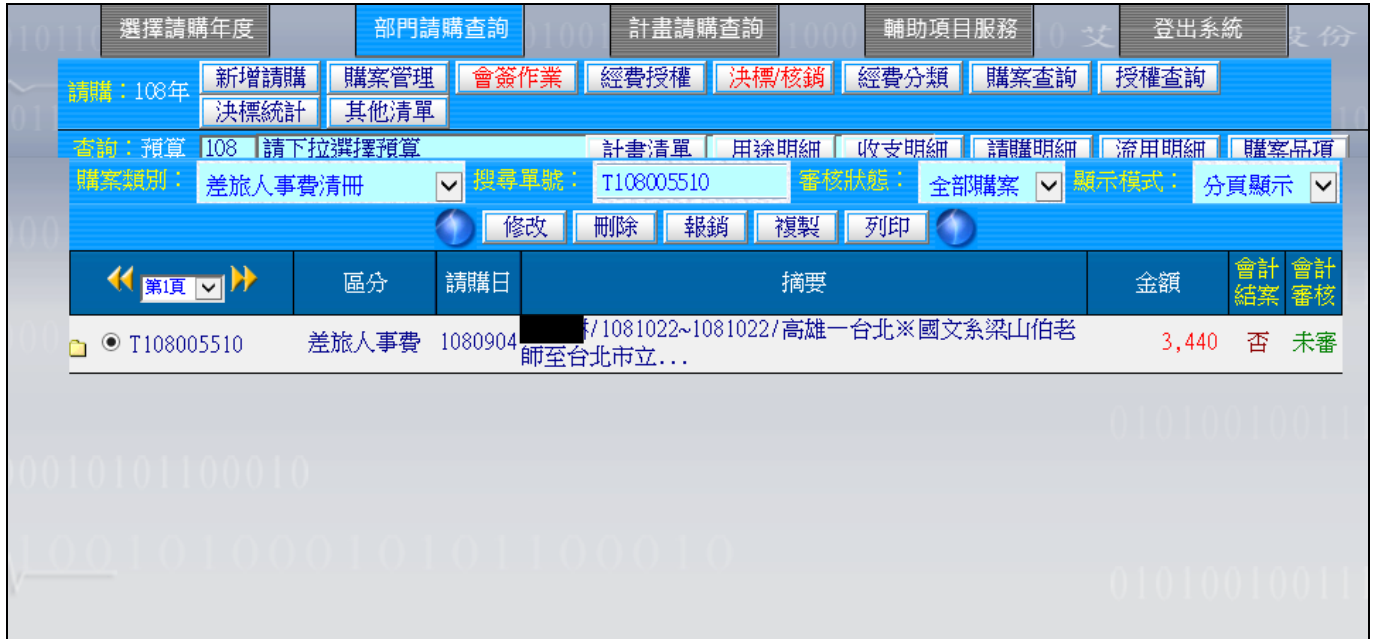 選擇請購年度 部門請購查詢 計畫請購查詢 輔助項目服務 登出系統
請購：108年 新增請購 購案管理 會簽作業 經費授權 決標/核銷 經費分類 購案查詢 授權查詢
決標統計 其他清單
查詢：預算 108 請下拉選擇預算 計畫清單 用途明細 收支明細 請購明細 流用明細 購案品項
購案類別： 差旅人事費清冊 搜尋單號： T108005510 審核狀態： 全部購案 顯示模式： 分頁顯示
修改 刪除 報銷 複製 列印
第1頁 區分 請購日 摘要 金額 會計結案 會計審核
T108005510 差旅人事費 1080904 /1081022~1081022/高雄－台北※國文系梁山伯老
師至台北市立... 3,440 否 未審